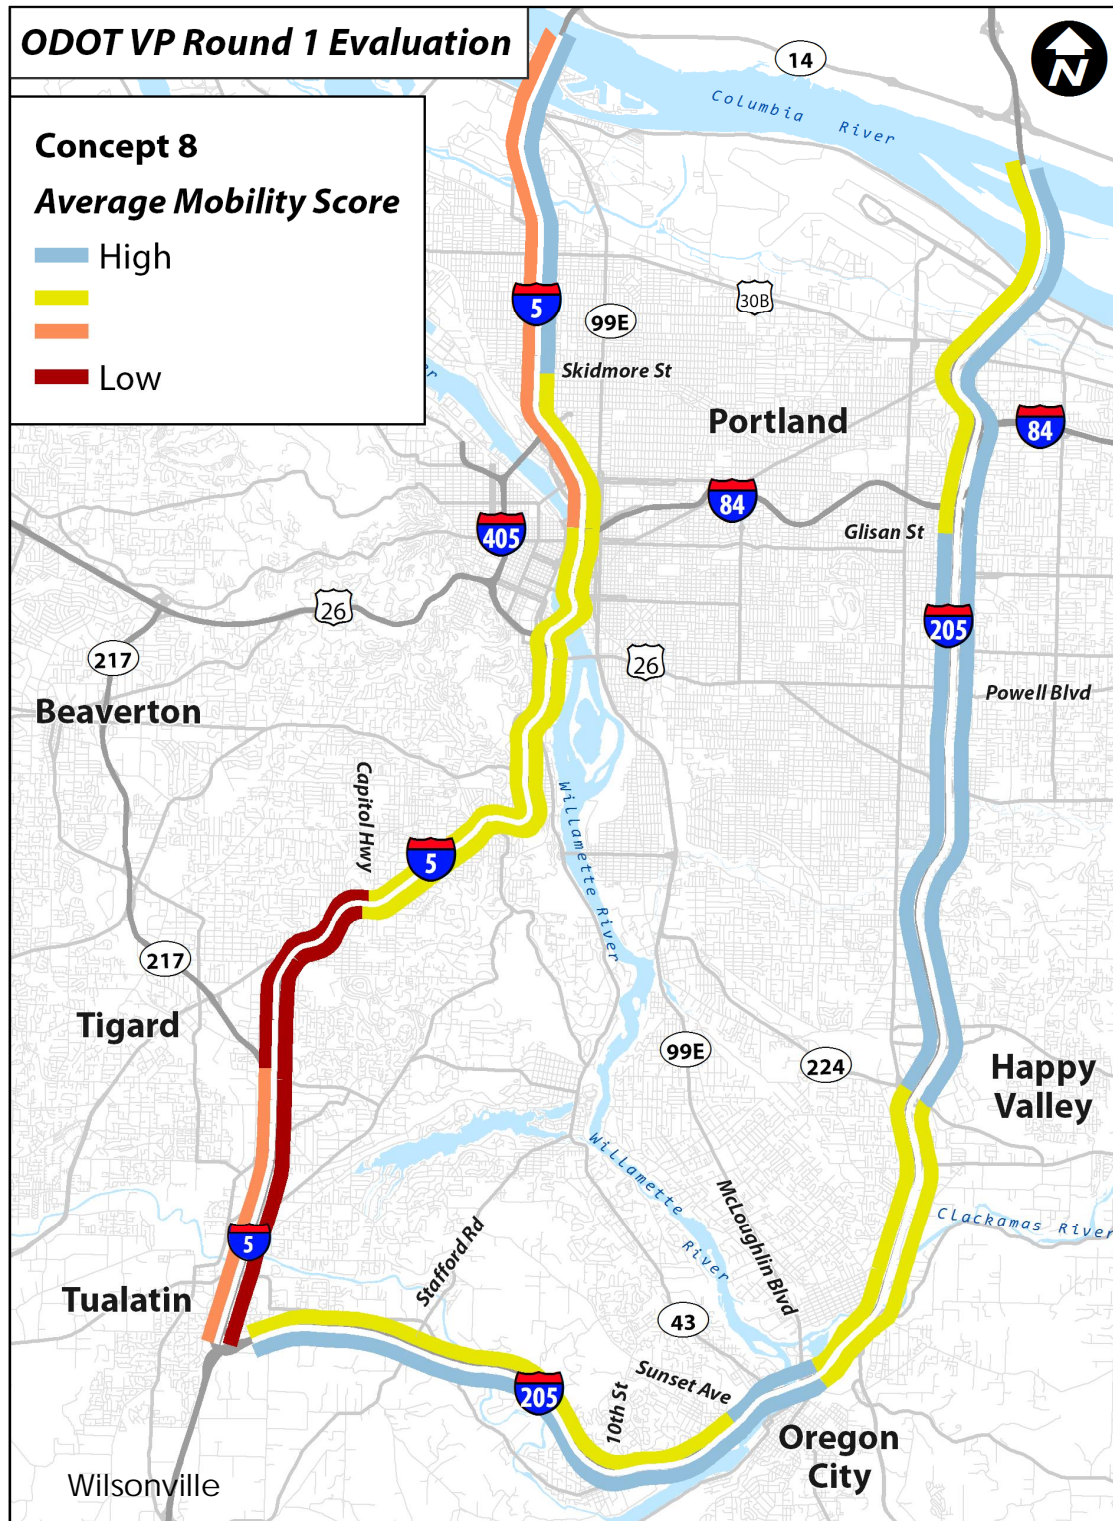 ODOT VP Round 1 Evaluation
Concept 8
Average Mobility Score
High
Low
N
14
Columbia River
5
99E
30B
Skidmore St
Portland
84
84
405
Glisan St
26
205
217
26
Powell Blvd
Beaverton
Capitol Hwy
5
Willamette River
217
Tigard
99E
224
Happy
Valley
Willamette
River
McLoughlin Blvd
Clackamas River
5
Stafford Rd
Tualatin
43
Sunset Ave
205
10th St
Oregon
City
Wilsonville